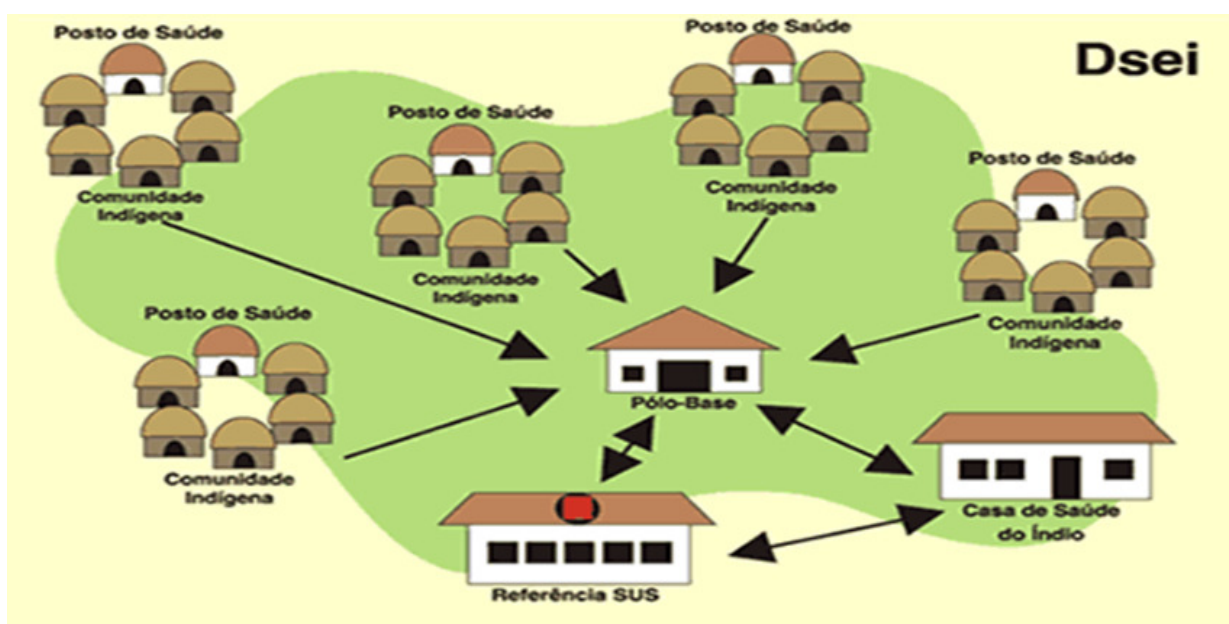 Posto de Saúde
Posto de Saúde
Dsei
Posto de Saúde
Posto de Saúde
Comunidade
Indígena
Comunidade
Indígena
Comunidade
Indígena
Posto de Saúde
Comunidade
Indígena
Pólo-Base
Comunidade
Indígena
Casa de Saúde
do Índio
Referência SUS